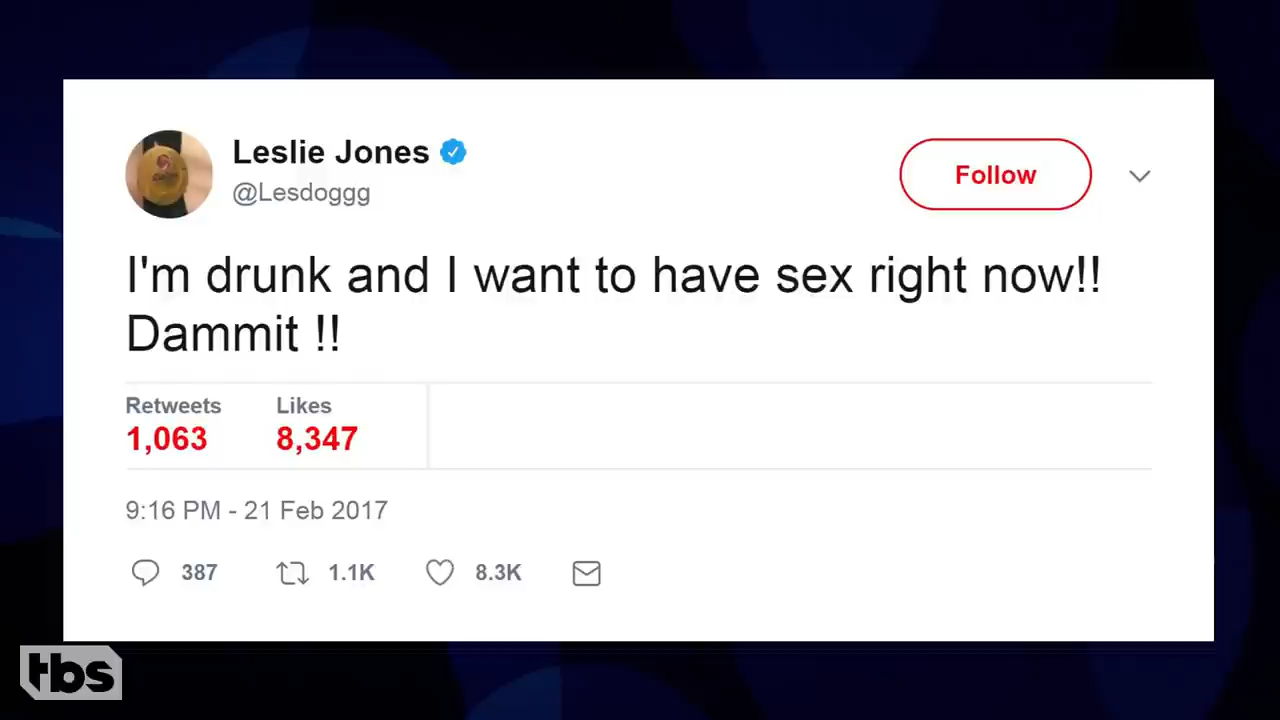 Leslie Jones
@Lesdoggg
Follow
I'm drunk and I want to have sex right now!!
Dammit !!
Retweets Likes
1,063 8,347
9:16 PM - 21 Feb 2017
387 1.1K 8.3K
tbs